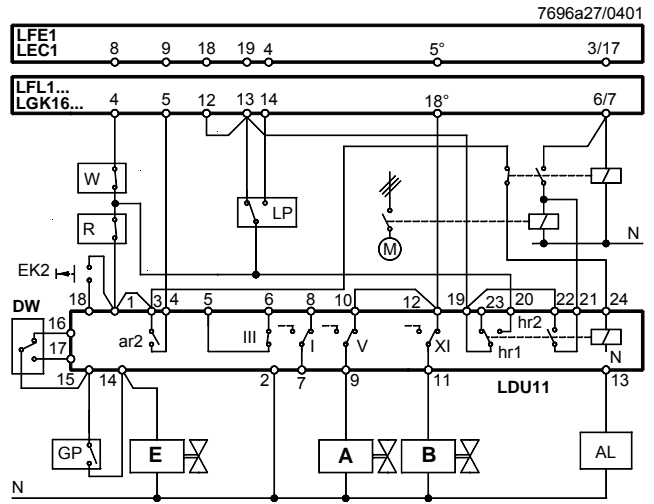 7696a27/0401
LFE1
LEC1
8 9 18 19 4 5° 3/17
LFL1...
LGK16...
4 5 12 13 14 18° 6/7
W
LP
R
M
N
EK2
18 1 3 4 5 6 8 10 12 19 23 20 22 21 24
DW
16
17
ar2
III
I
V
XI
hr2
hr1
N
15 14 2 7 9 11 13
LDU11
GP
E
A
B
AL
N